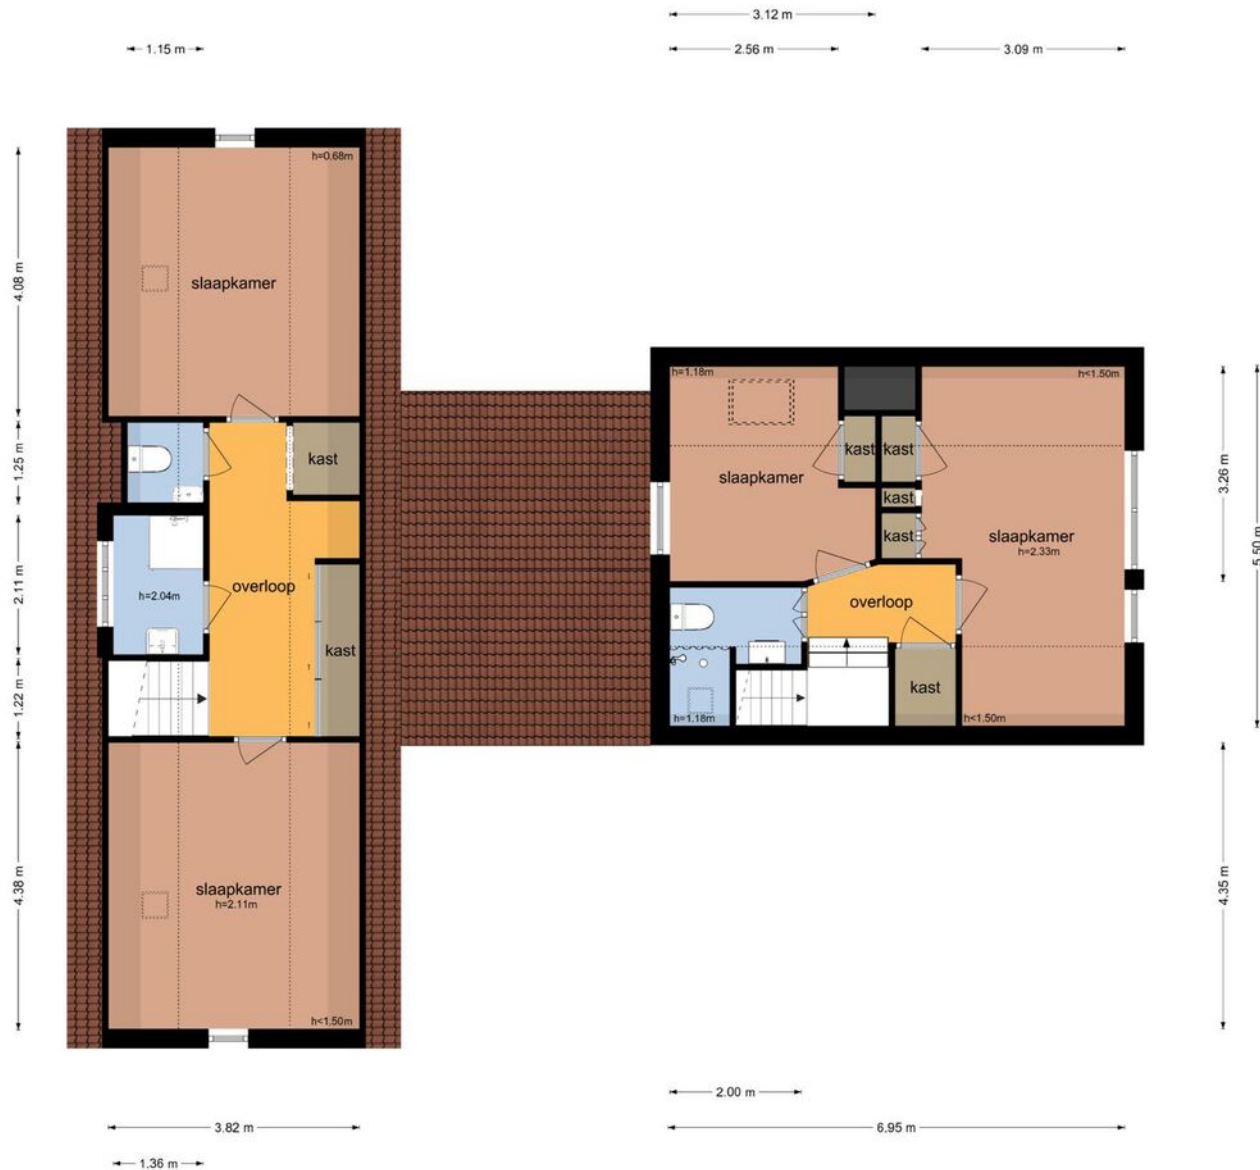 3.12 m
1.15 m
2.56 m
3.09 m
h=0.68m
4.08 m
slaapkamer
h=1.18m
h<1.50m
1.25 m
kast
kast
kast
slaapkamer
3.26 m
kast
kast
slaapkamer
h=2.33m
5.50 m
2.11 m
overloop
h=2.04m
overloop
kast
1.22 m
kast
h=1.18m
h<1.50m
4.38 m
slaapkamer
h=2.11m
4.35 m
h<1.50m
2.00 m
3.82 m
6.95 m
1.36 m